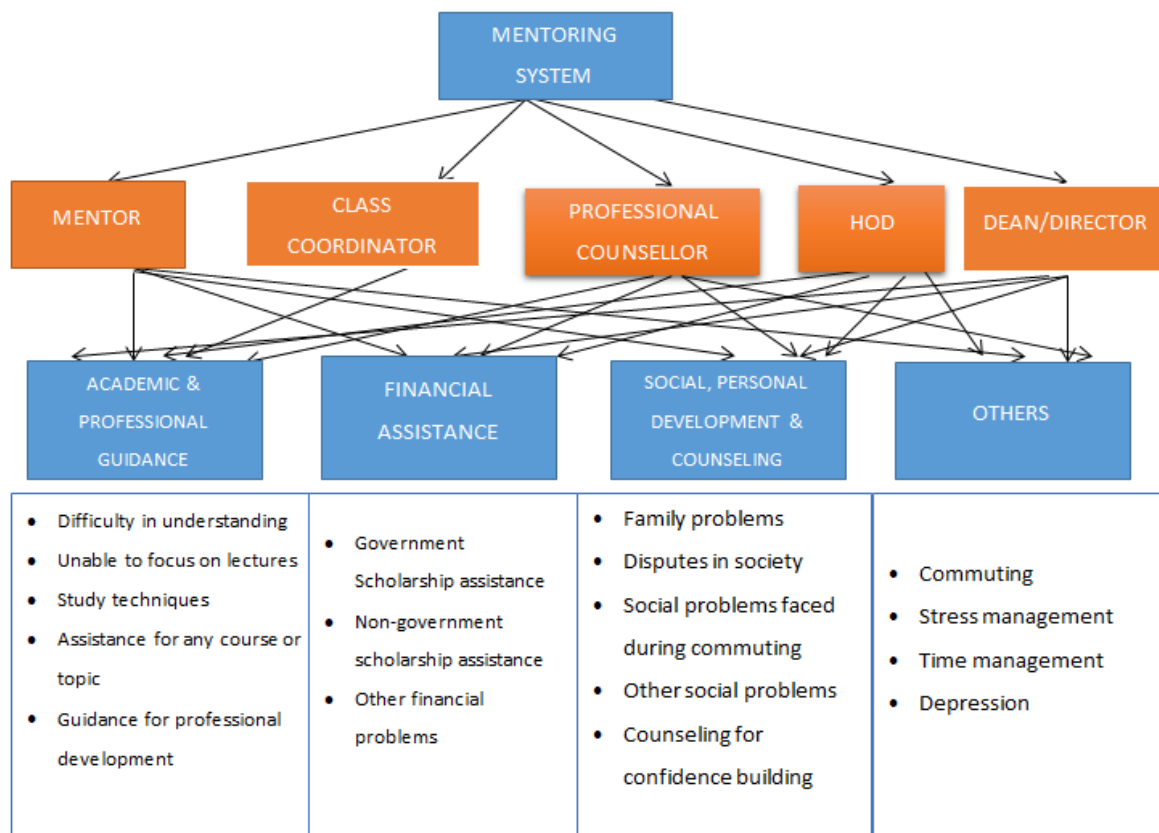 MENTORING
SYSTEM
MENTOR
CLASS
COORDINATOR
PROFESSIONAL
COUNSELLOR
HOD
DEAN/DIRECTOR
ACADEMIC &
PROFESSIONAL
GUIDANCE
FINANCIAL
ASSISTANCE
SOCIAL, PERSONAL
DEVELOPMENT &
COUNSELING
OTHERS
• Difficulty in understanding
• Unable to focus on lectures
• Study techniques
• Assistance for any course or
topic
• Guidance for professional
development
• Government
Scholarship assistance
• Non-government
scholarship assistance
• Other financial
problems
• Family problems
• Disputes in society
• Social problems faced
during commuting
• Other social problems
• Counseling for
confidence building
• Commuting
• Stress management
• Time management
• Depression